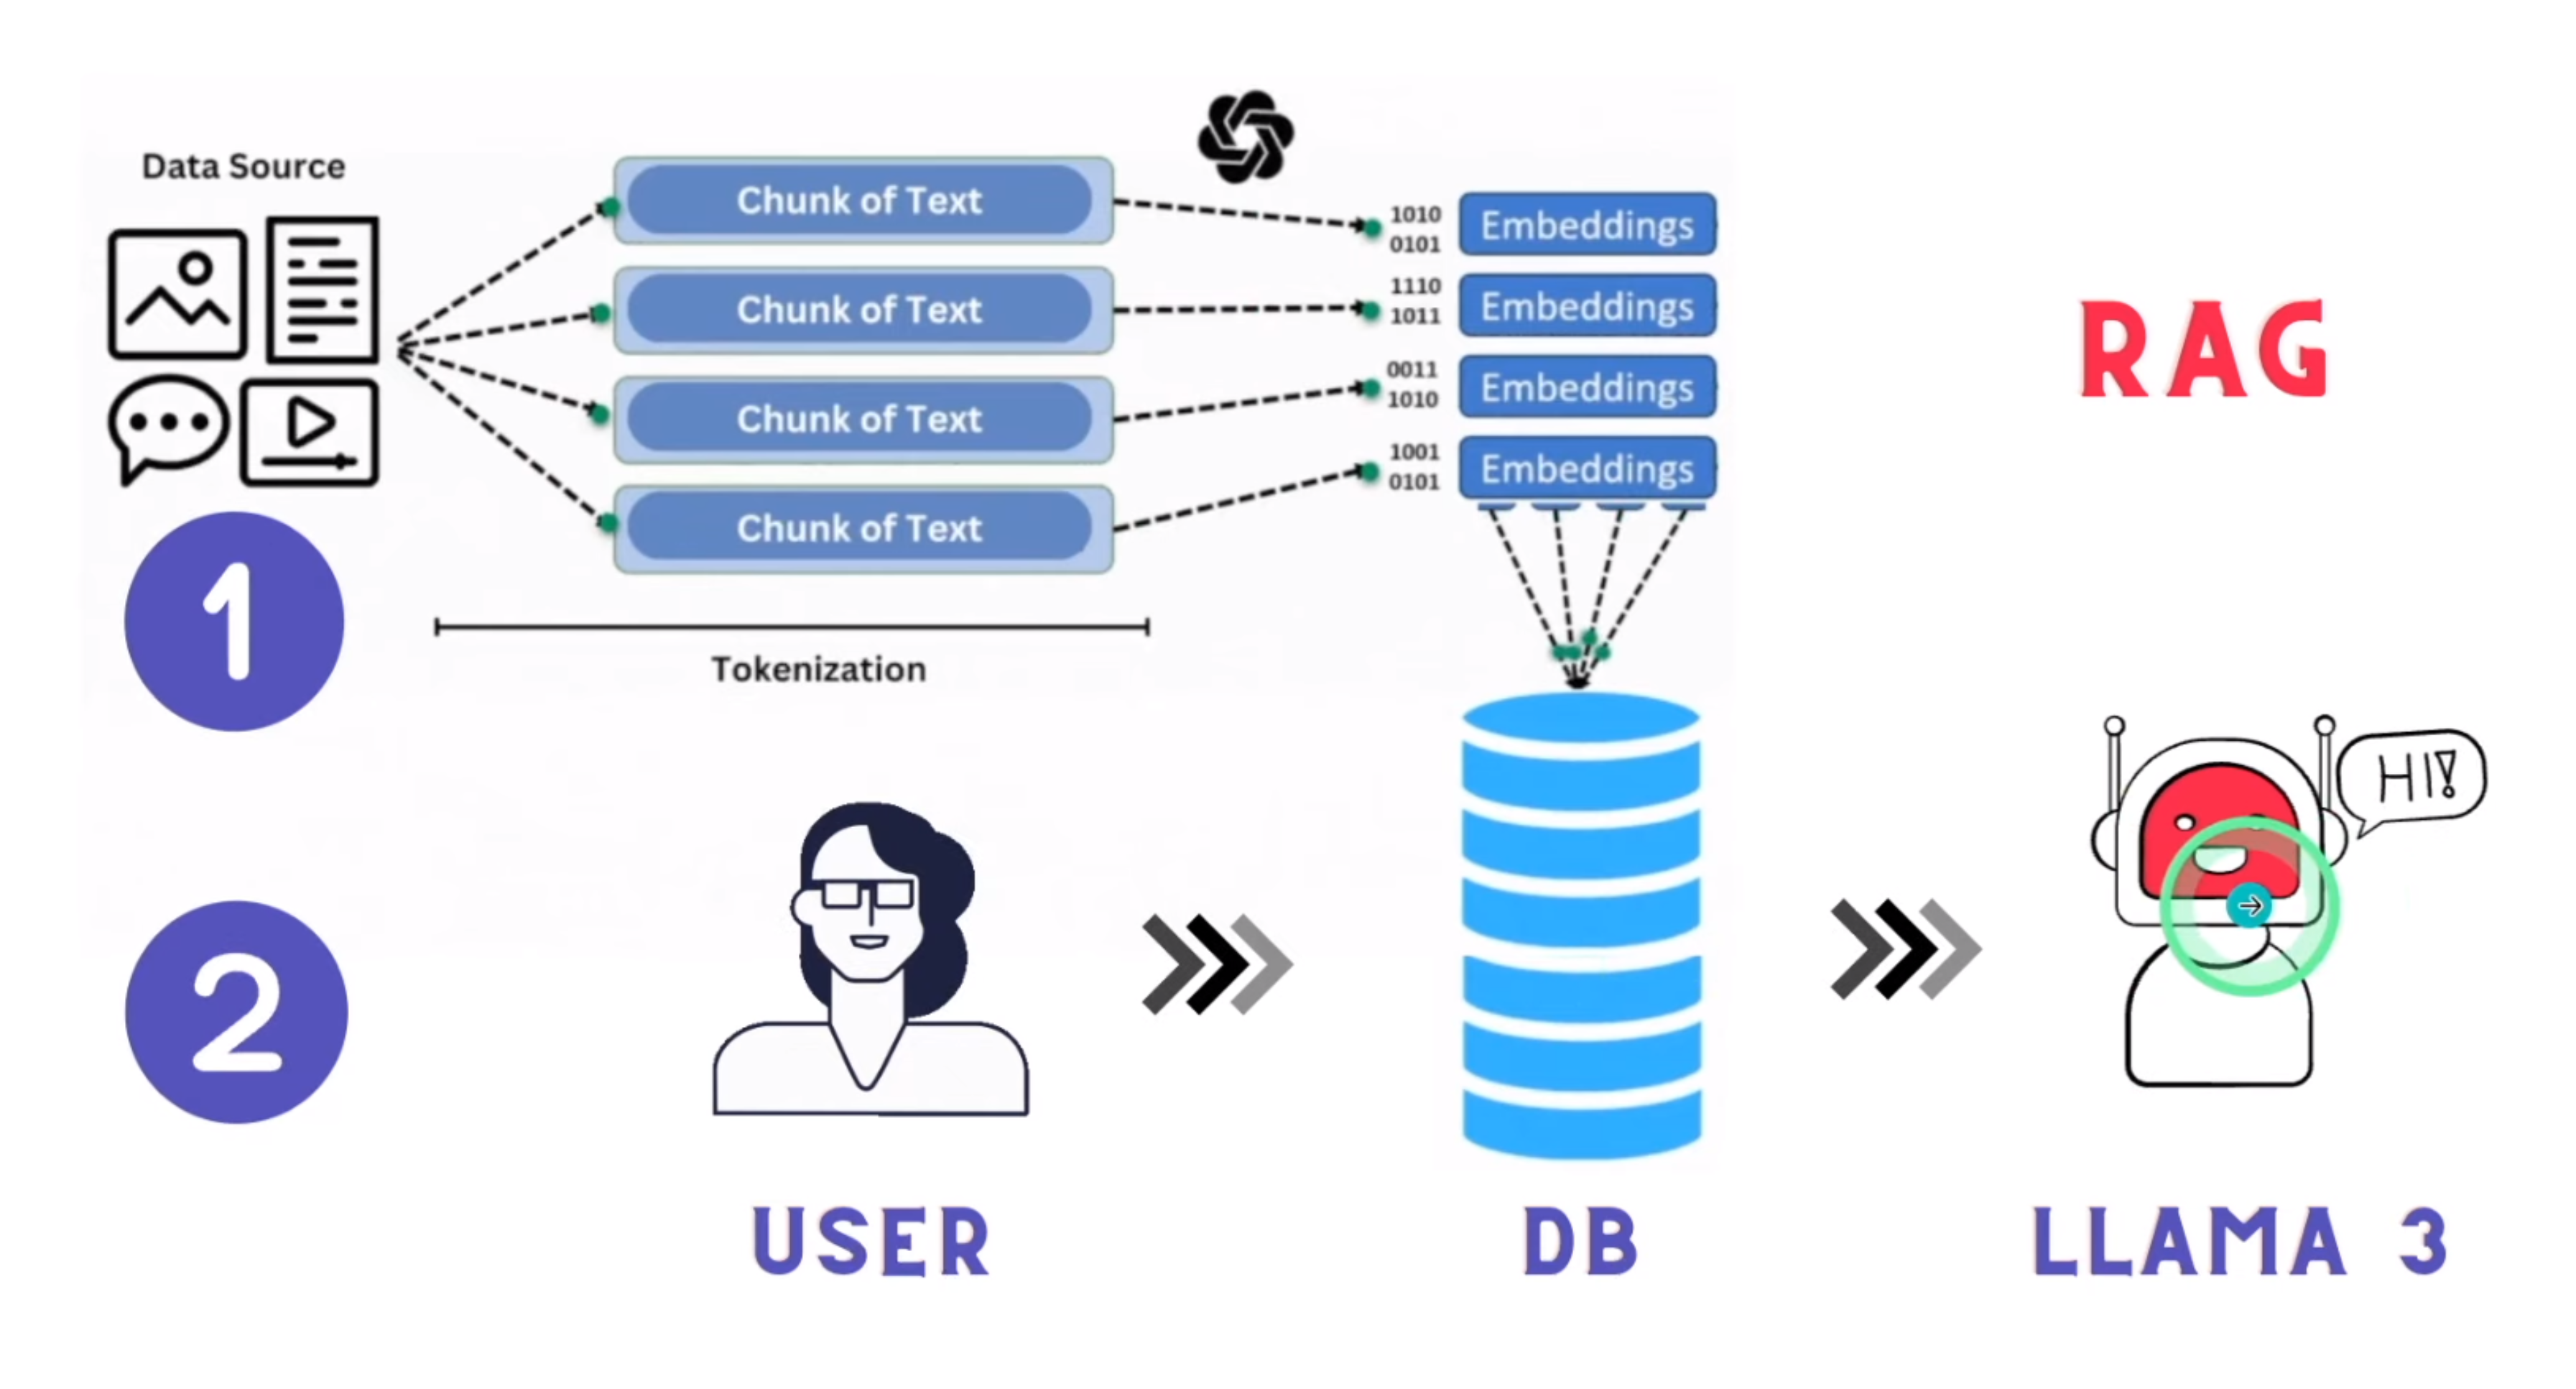 Data Source
Chunk of Text
Chunk of Text
Chunk of Text
Chunk of Text
Tokenization
1010
0101
Embeddings
1110
1011
Embeddings
0011
1010
Embeddings
1001
0101
Embeddings
RAG
1
2
HI!
USER
DB
LLAMA 3